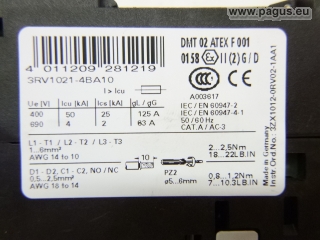 www.pagus.eu
4 011209 281219
3RV1021-4BA10
I > Icu
DMT 02 ATEX F 001
0158 Ex II (2) G / D
CCC
A003617
Ue (V) Icu (kA) Ics (kA) gL / gG
400 50 25 125 A
690 4 2 63 A
IEC / EN 60947-2
IEC / EN 60947-4-1
50 / 60 Hz
CAT.A / AC-3
L1 - T1 / L2 - T2 / L3 - T3
1...6mm²
AWG 14 to 10
D1 - D2, C1 - C2, NO / NC
0,5...2.5mm²
AWG 18 to 14
10
PZ2
ø5...6mm
2...2,5Nm
18...22LB.IN
0,8...1,2Nm
7...10.3LB.IN
Instr.Ord.No.:3ZX1012-0RV02-1AA1